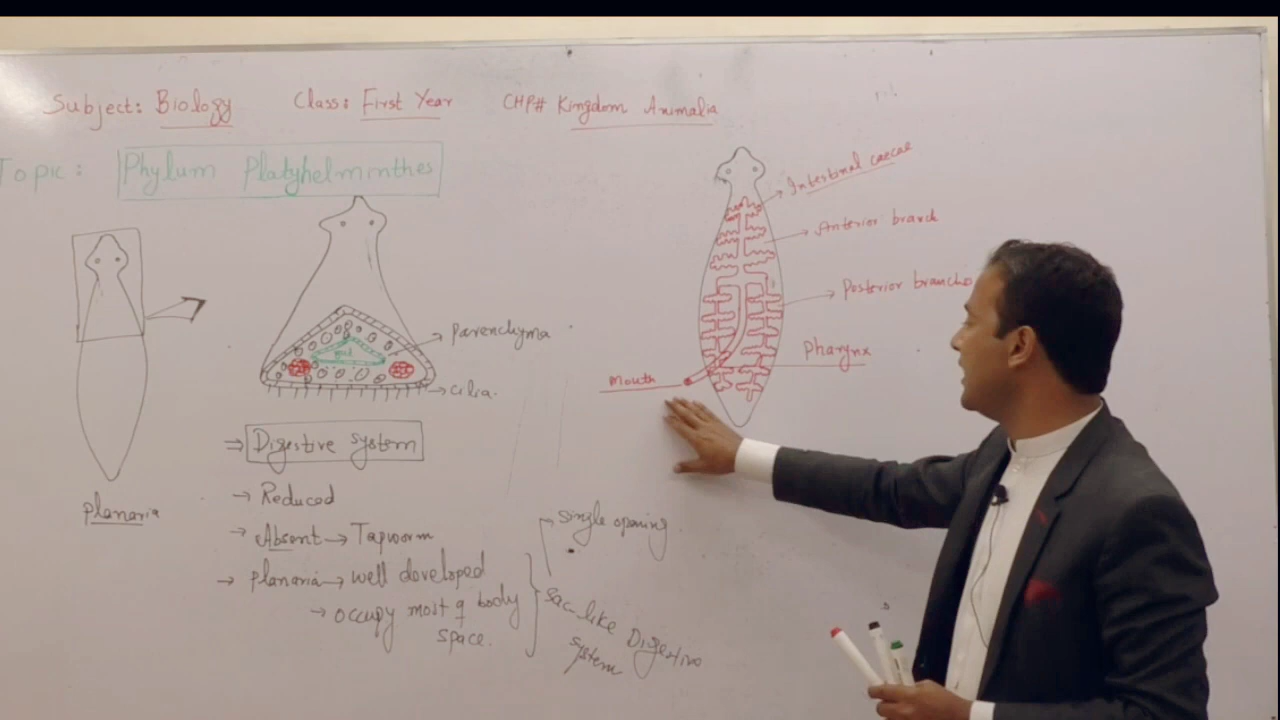 Subject: Biology Class: First Year CHP# Kingdom Animalia
Topic: Phylum Platyhelminthes
Intestinal caecae
Anterior branch
Posterior branches
Pharynx
Mouth
Parenchyma
gut
Cilia.
planaria
⇒ Digestive system
→ Reduced
→ Absent → Tapworm
→ planaria → well developed
→ occupy most of body
space.
→ single opening.
Sac-like Digestive
system